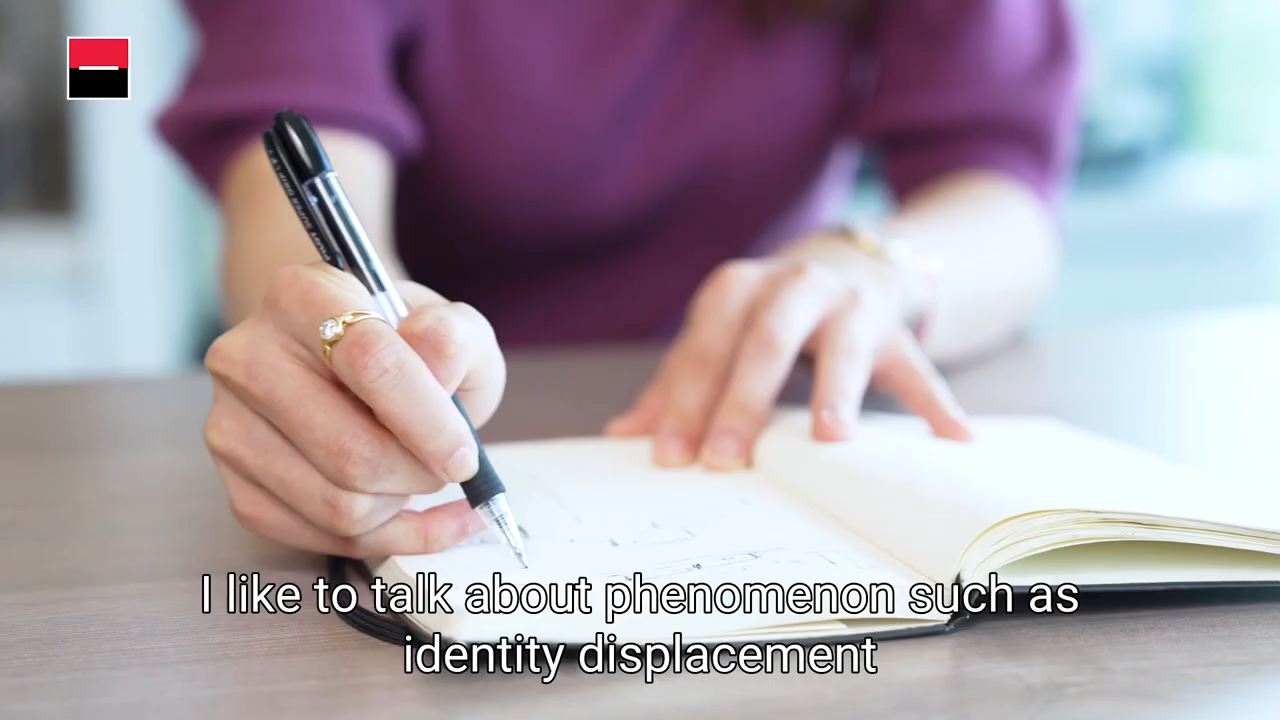 I like to talk about phenomenon such as
identity displacement